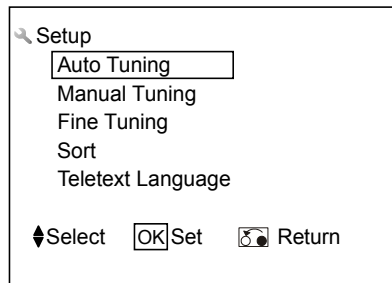 Setup
Auto Tuning
Manual Tuning
Fine Tuning
Sort
Teletext Language
Select OK Set Return